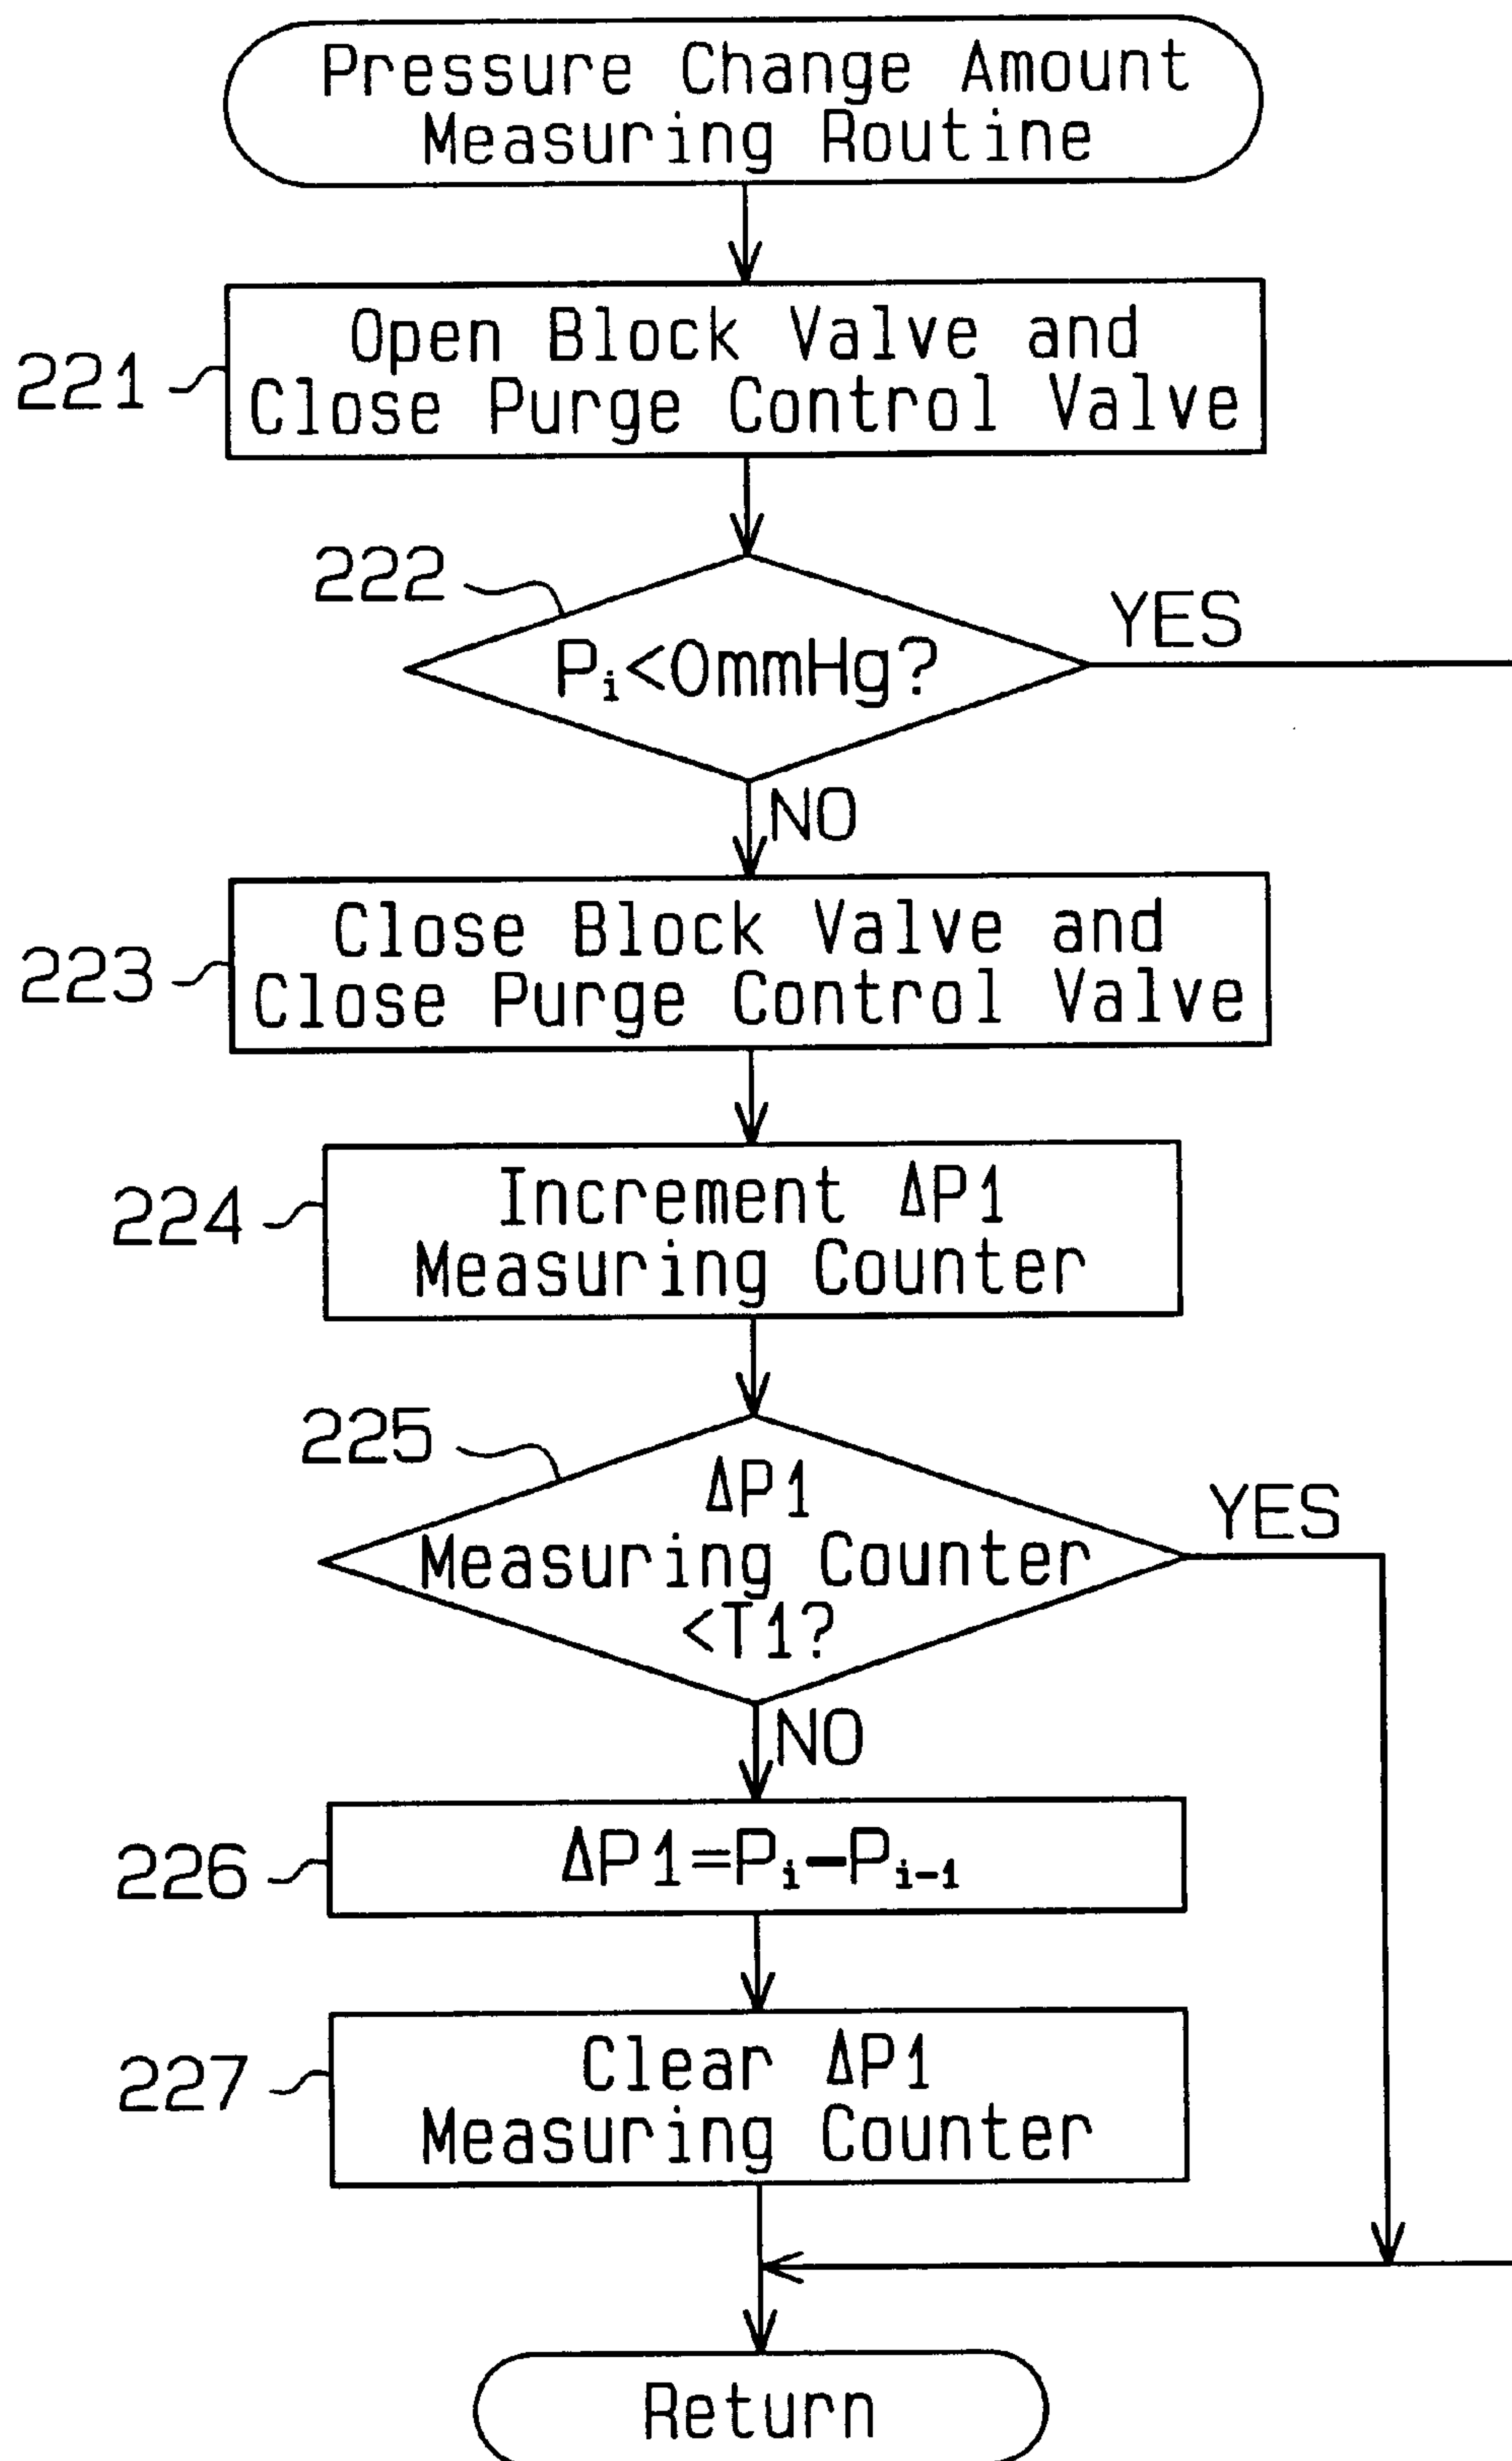 Pressure Change Amount
Measuring Routine
221
Open Block Valve and
Close Purge Control Valve
222
Pᵢ<0mmHg?
YES
NO
223
Close Block Valve and
Close Purge Control Valve
224
Increment ΔP1
Measuring Counter
225
ΔP1
Measuring Counter
<T1?
YES
NO
226
ΔP1=Pᵢ-Pᵢ₋₁
227
Clear ΔP1
Measuring Counter
Return